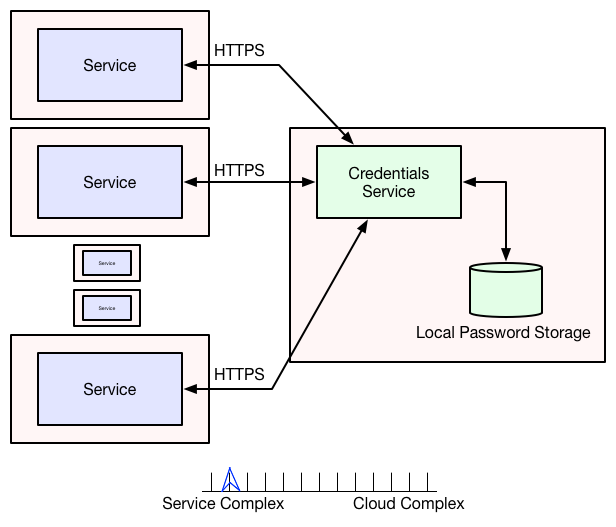 Service
HTTPS
Service
HTTPS
Credentials
Service
Service
Service
Local Password Storage
Service
HTTPS
Service Complex
Cloud Complex